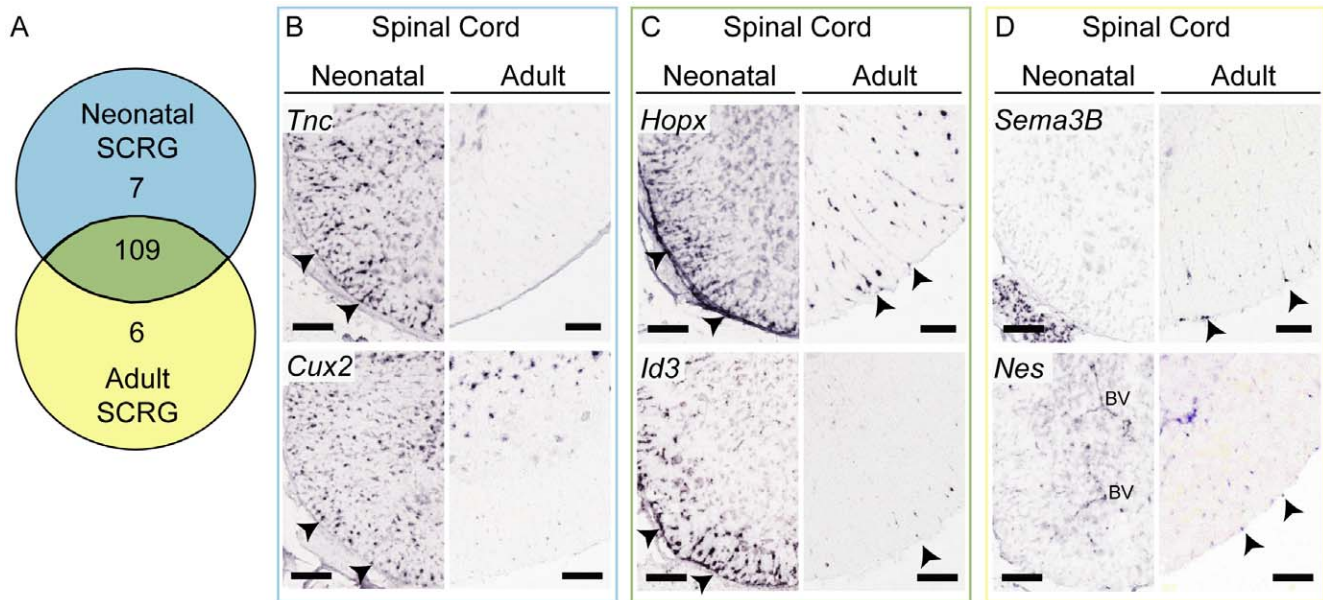 A
Neonatal
SCRG
7
109
6
Adult
SCRG
B
Spinal Cord
Neonatal Adult
Tnc
Cux2
C
Spinal Cord
Neonatal Adult
Hopx
Id3
D
Spinal Cord
Neonatal Adult
Sema3B
Nes
BV
BV